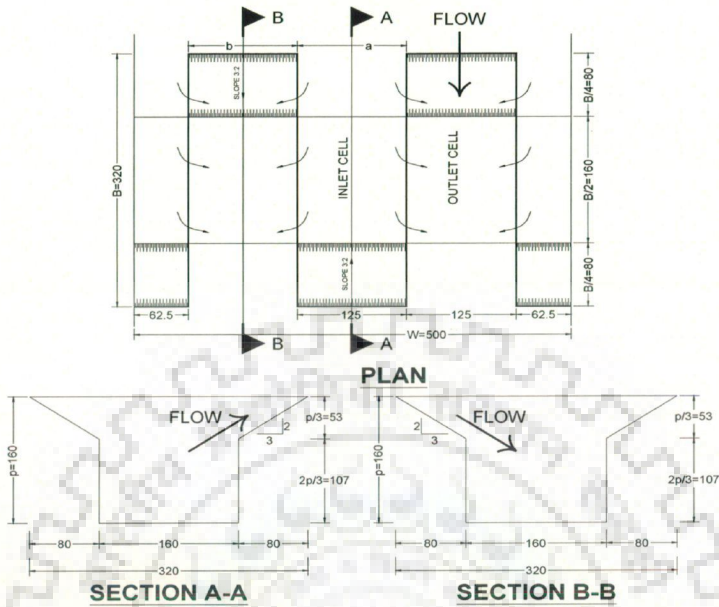 B
A
FLOW
b
a
SLOPE 3:2
B/4=80
B=320
INLET CELL
OUTLET CELL
B/2=160
SLOPE 3:2
B/4=80
62.5
125
125
62.5
W=500
B
A
PLAN
FLOW
2
3
p=160
p/3=53
2p/3=107
80
160
80
320
SECTION A-A
FLOW
2
3
p=160
p/3=53
2p/3=107
80
160
80
320
SECTION B-B